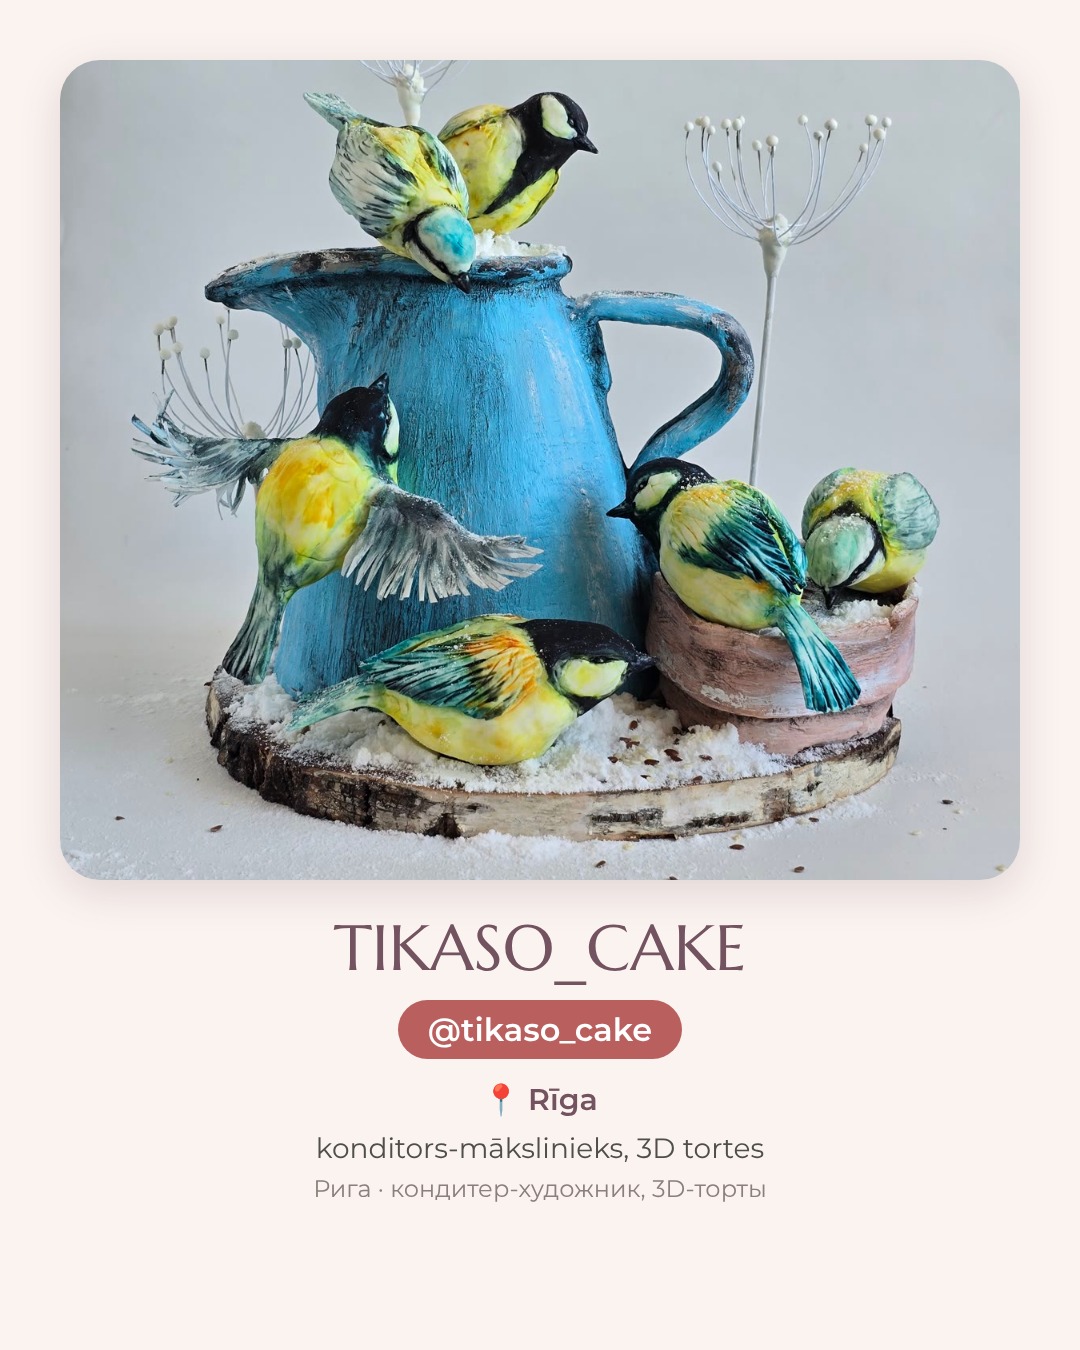 TIKASO_CAKE
@tikaso_cake
📍 Rīga
konditors-mākslinieks, 3D tortes
Рига · кондитер-художник, 3D-торты